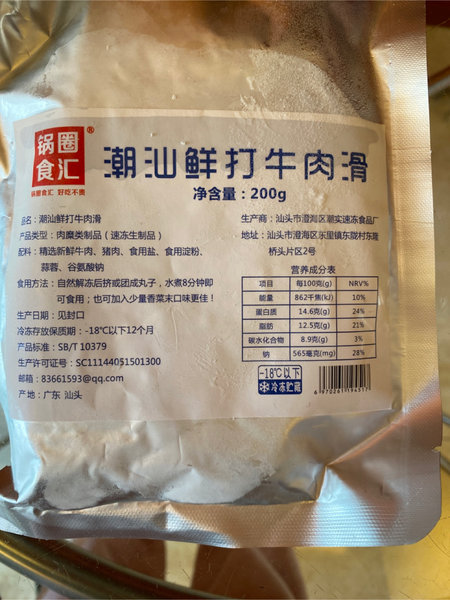 锅圈®
食汇
锅圈食汇 好吃不贵
潮汕鲜打牛肉滑
净含量：200g
品名：潮汕鲜打牛肉滑
产品类型：肉糜类制品（速冻生制品）
配料：精选新鲜牛肉、猪肉、食用盐、食用淀粉、
蒜蓉、谷氨酸钠
食用方法：自然解冻后挤或团成丸子，水煮8分钟即
可食用；也可加入少量香菜末口味更佳！
生产日期：见封口
冷冻存放保质期：-18℃以下12个月
产品标准：SB/T 10379
生产许可证号：SC11144051501300
邮箱：83661593@qq.com
产地：广东 汕头
生产商：汕头市澄海区潮实速冻食品厂
地址：汕头市澄海区东里镇东陇村东陇
桥头片区2号
营养成分表
项目 每100克(g) NRV%
能量 862千焦(kJ) 10%
蛋白质 14.6克(g) 24%
脂肪 12.5克(g) 21%
碳水化合物 8.9克(g) 3%
钠 565毫克(mg) 28%
-18℃以下
冷冻贮藏
6 970261 194517